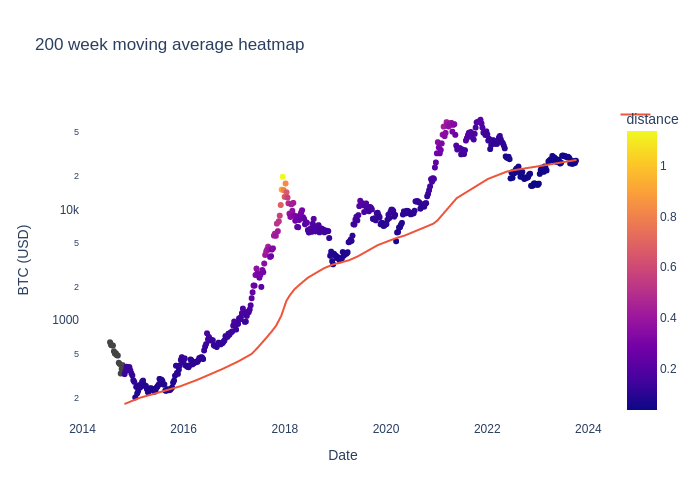 200 week moving average heatmap
distance
BTC (USD)
5
2
10k
5
2
1000
5
2
1
0.8
0.6
0.4
0.2
2014 2016 2018 2020 2022 2024
Date